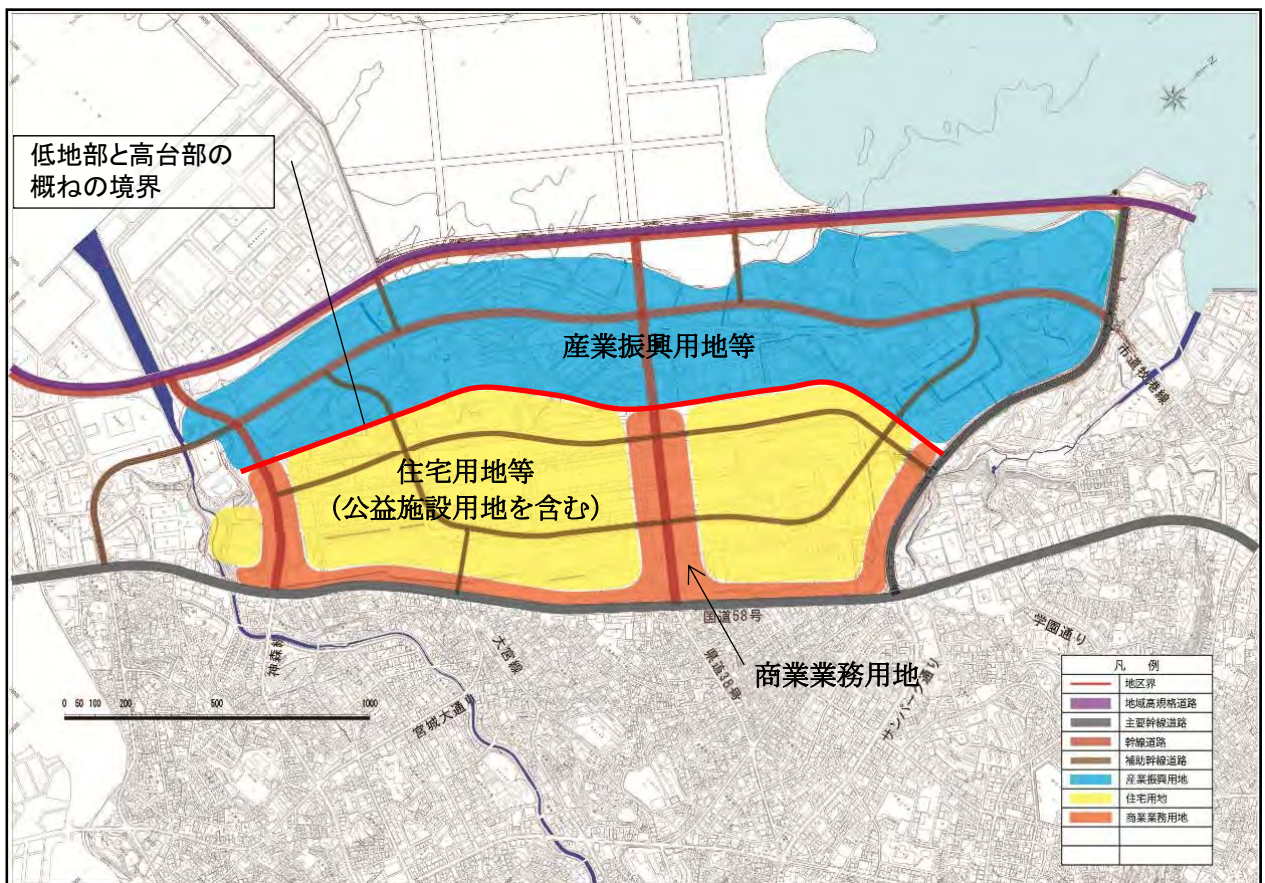 低地部と高台部の
概ねの境界
産業振興用地等
市道牧港線
住宅用地等
(公益施設用地を含む)
国道58号
商業業務用地
神森線
大宮線
宮城大通り
県道38号
サンパーク通り
学園通り
N
0 50 100 200 500 1000
凡 例
地区界
地域高規格道路
主要幹線道路
幹線道路
補助幹線道路
産業振興用地
住宅用地
商業業務用地